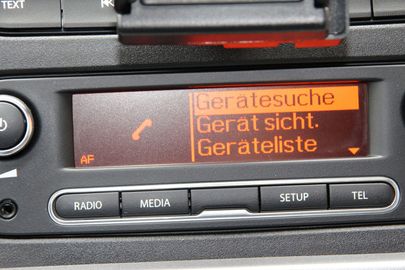 TEXT
Gerätesuche
Gerät sicht.
Geräteliste
AF
RADIO
MEDIA
SETUP
TEL